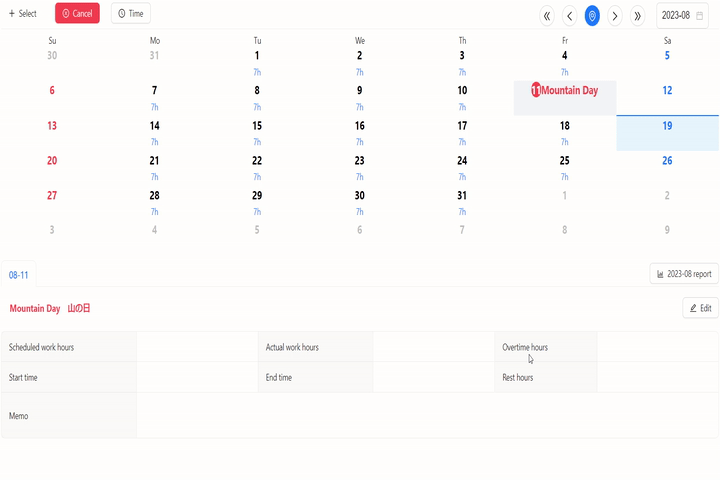 + Select Cancel Time 2023-08
Su Mo Tu We Th Fr Sa
30 31 1 2 3 4 5
7h 7h 7h 7h
6 7 8 9 10 11 Mountain Day 12
7h 7h 7h 7h
13 14 15 16 17 18 19
7h 7h 7h 7h 7h
20 21 22 23 24 25 26
7h 7h 7h 7h 7h
27 28 29 30 31 1 2
7h 7h 7h 7h
3 4 5 6 7 8 9
08-11 2023-08 report
Mountain Day 山の日 Edit
Scheduled work hours Actual work hours Overtime hours
Start time End time Rest hours
Memo